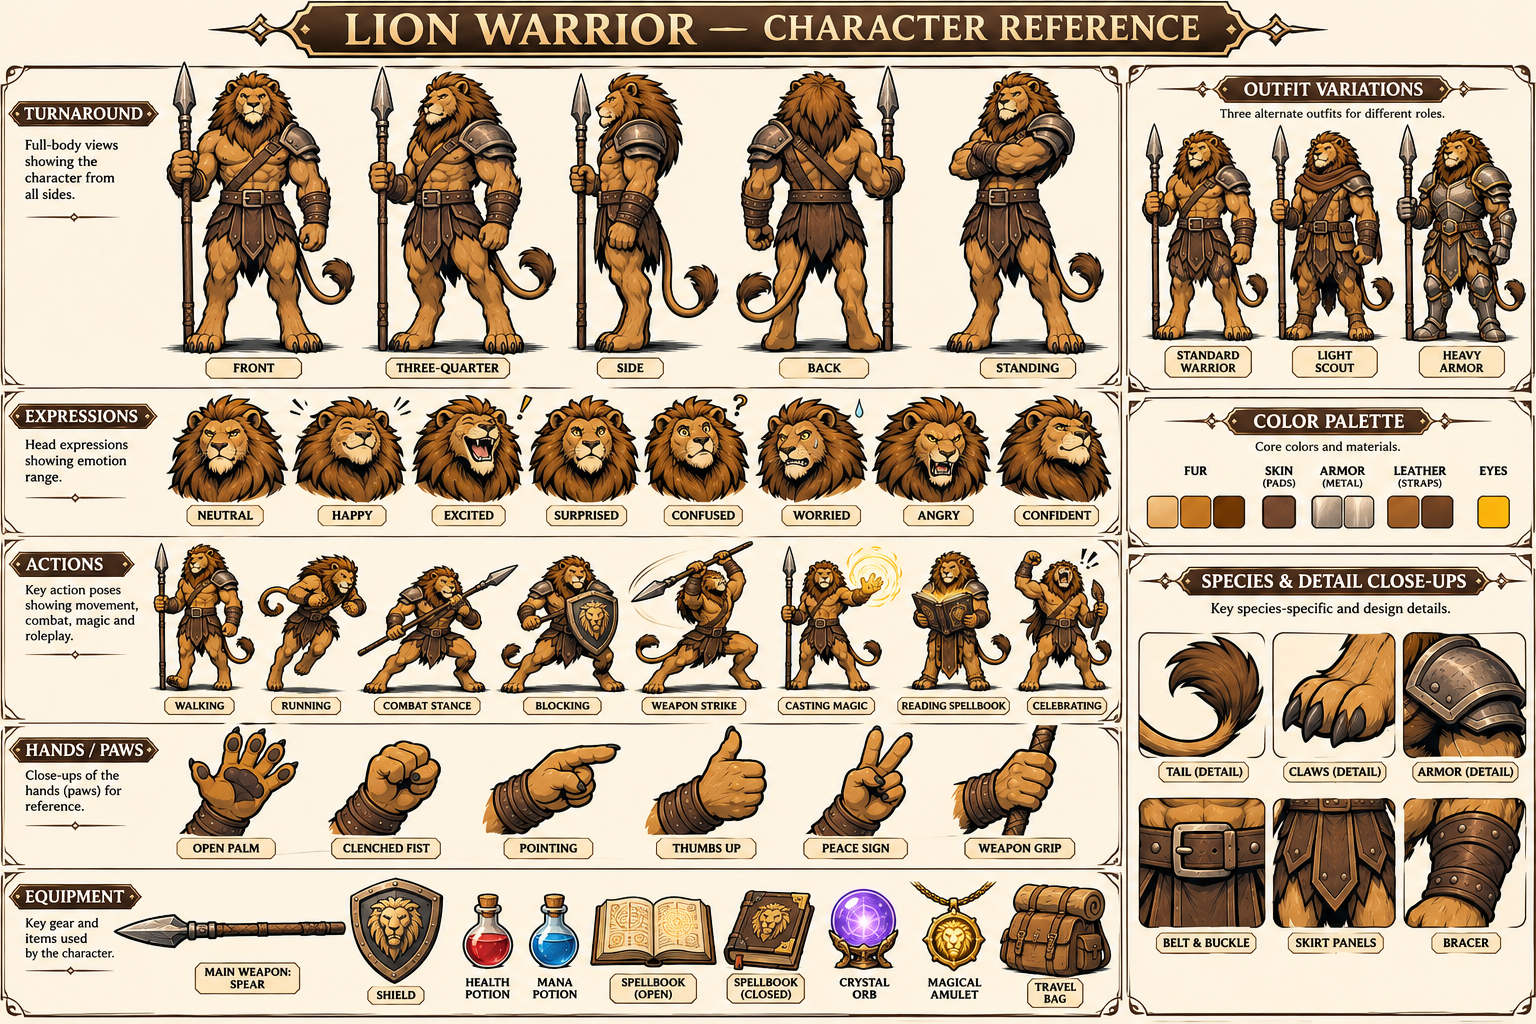 LION WARRIOR — CHARACTER REFERENCE
TURNAROUND
Full-body views
showing the
character from
all sides.
FRONT
THREE-QUARTER
SIDE
BACK
STANDING
OUTFIT VARIATIONS
Three alternate outfits for different roles.
STANDARD
WARRIOR
LIGHT
SCOUT
HEAVY
ARMOR
EXPRESSIONS
Head expressions
showing emotion
range.
!
?
NEUTRAL
HAPPY
EXCITED
SURPRISED
CONFUSED
WORRIED
ANGRY
CONFIDENT
COLOR PALETTE
Core colors and materials.
FUR
SKIN
(PADS)
ARMOR
(METAL)
LEATHER
(STRAPS)
EYES
ACTIONS
Key action poses
showing movement,
combat, magic and
roleplay.
WALKING
RUNNING
COMBAT STANCE
BLOCKING
WEAPON STRIKE
CASTING MAGIC
READING SPELLBOOK
CELEBRATING
SPECIES & DETAIL CLOSE-UPS
Key species-specific and design details.
TAIL (DETAIL)
CLAWS (DETAIL)
ARMOR (DETAIL)
BELT & BUCKLE
SKIRT PANELS
BRACER
HANDS / PAWS
Close-ups of the
hands (paws) for
reference.
OPEN PALM
CLENCHED FIST
POINTING
THUMBS UP
PEACE SIGN
WEAPON GRIP
EQUIPMENT
Key gear and
items used
by the character.
MAIN WEAPON:
SPEAR
SHIELD
HEALTH
POTION
MANA
POTION
SPELLBOOK
(OPEN)
SPELLBOOK
(CLOSED)
CRYSTAL
ORB
MAGICAL
AMULET
TRAVEL
BAG